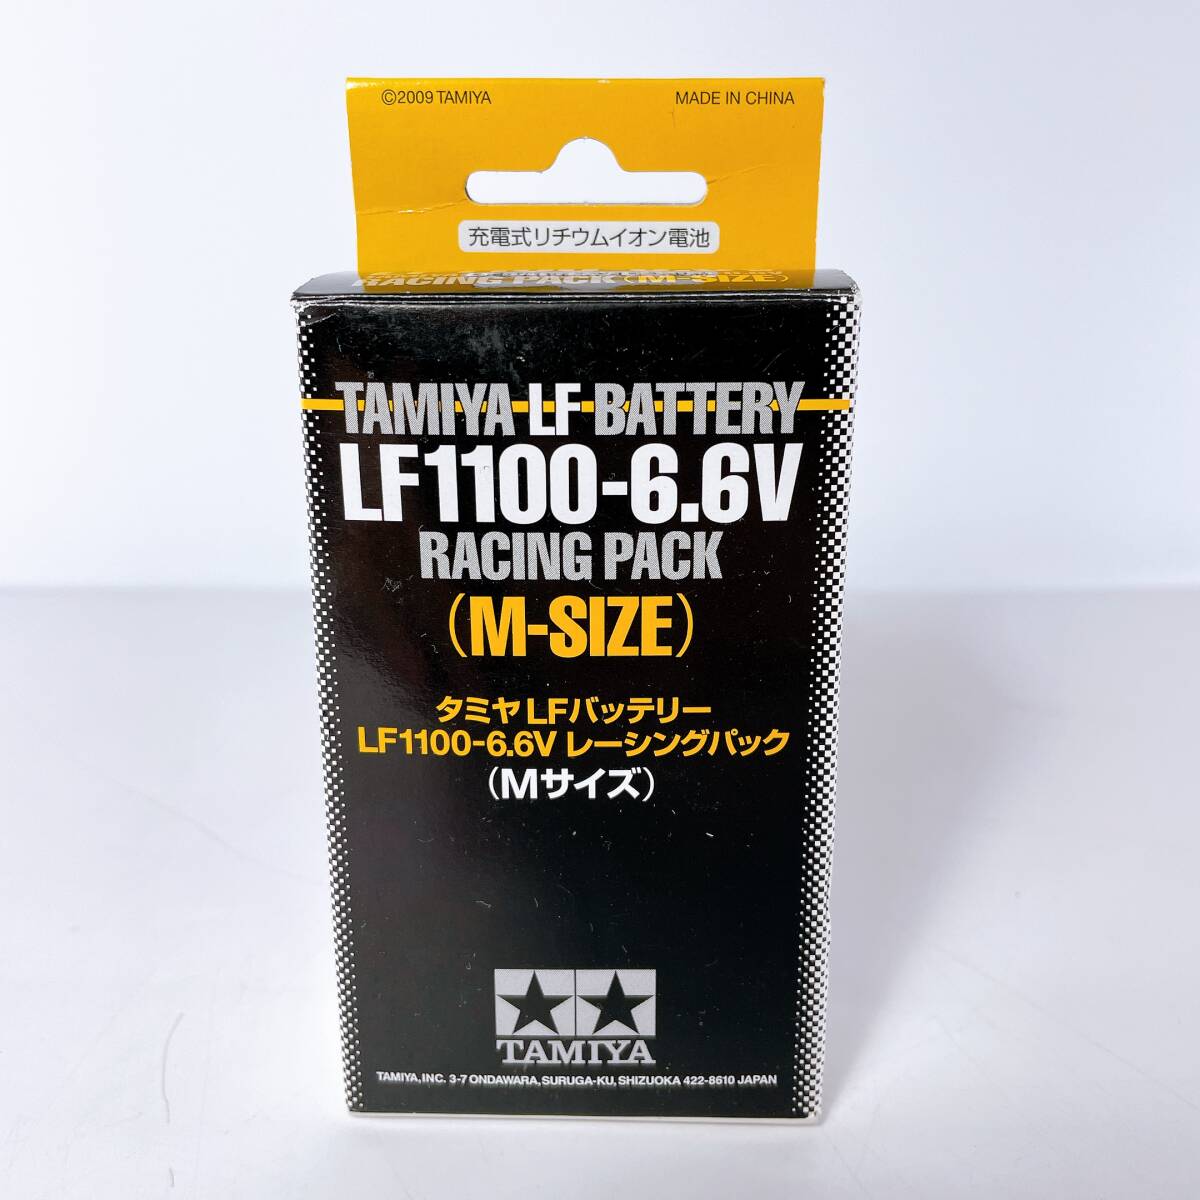 ©2009 TAMIYA
MADE IN CHINA
充電式リチウムイオン電池
RACING PACK (M-SIZE)
TAMIYA LF BATTERY
LF1100-6.6V
RACING PACK
(M-SIZE)
タミヤ LFバッテリー
LF1100-6.6V レーシングパック
(Mサイズ)
TAMIYA
TAMIYA, INC. 3-7 ONDAWARA, SURUGA-KU, SHIZUOKA 422-8610 JAPAN